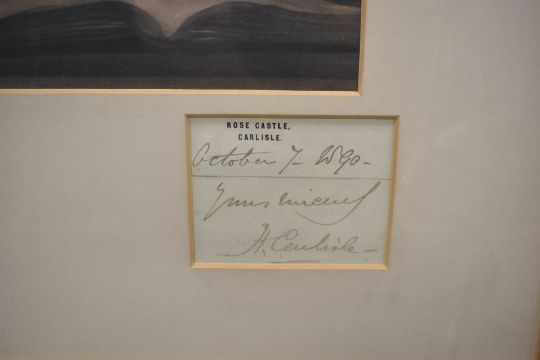 ROSE CASTLE,
CARLISLE.
October 7 - 1890 -
Yours sincerely
H. Carlisle -